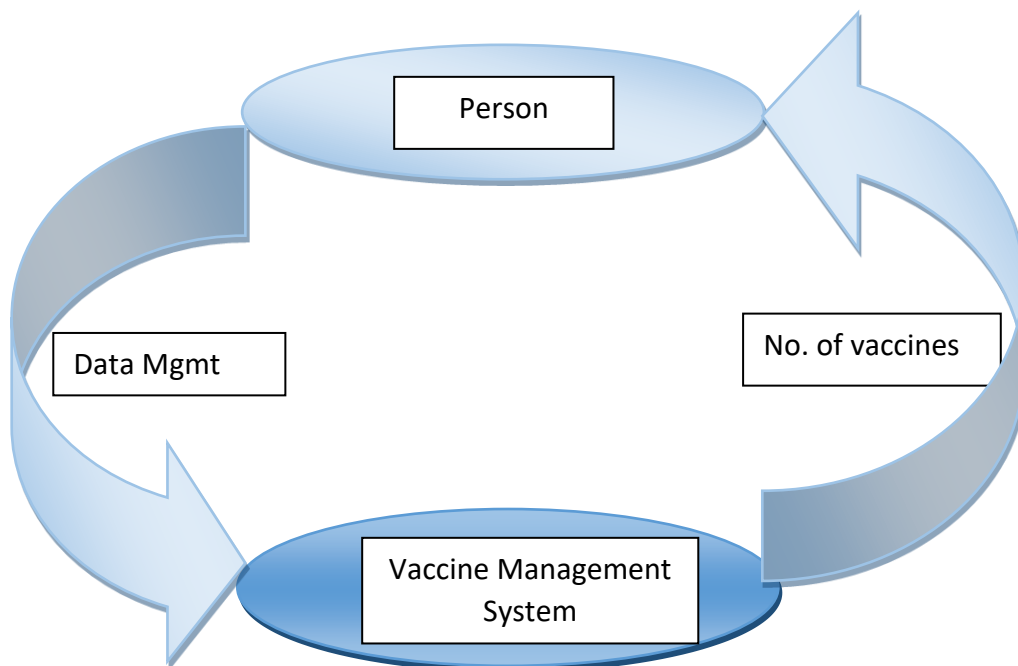 Person
Data Mgmt
No. of vaccines
Vaccine Management
System